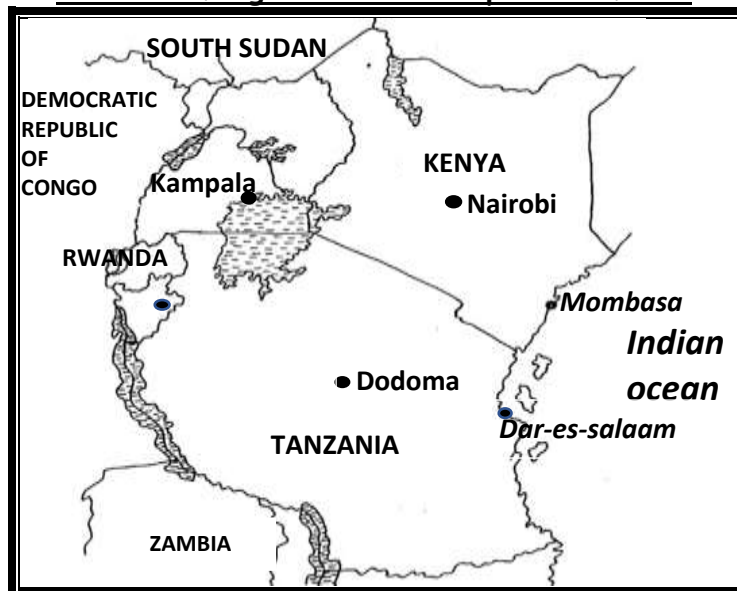 SOUTH SUDAN
DEMOCRATIC
REPUBLIC
OF
CONGO
KENYA
Kampala
Nairobi
RWANDA
Mombasa
Indian
ocean
Dodoma
Dar-es-salaam
TANZANIA
ZAMBIA